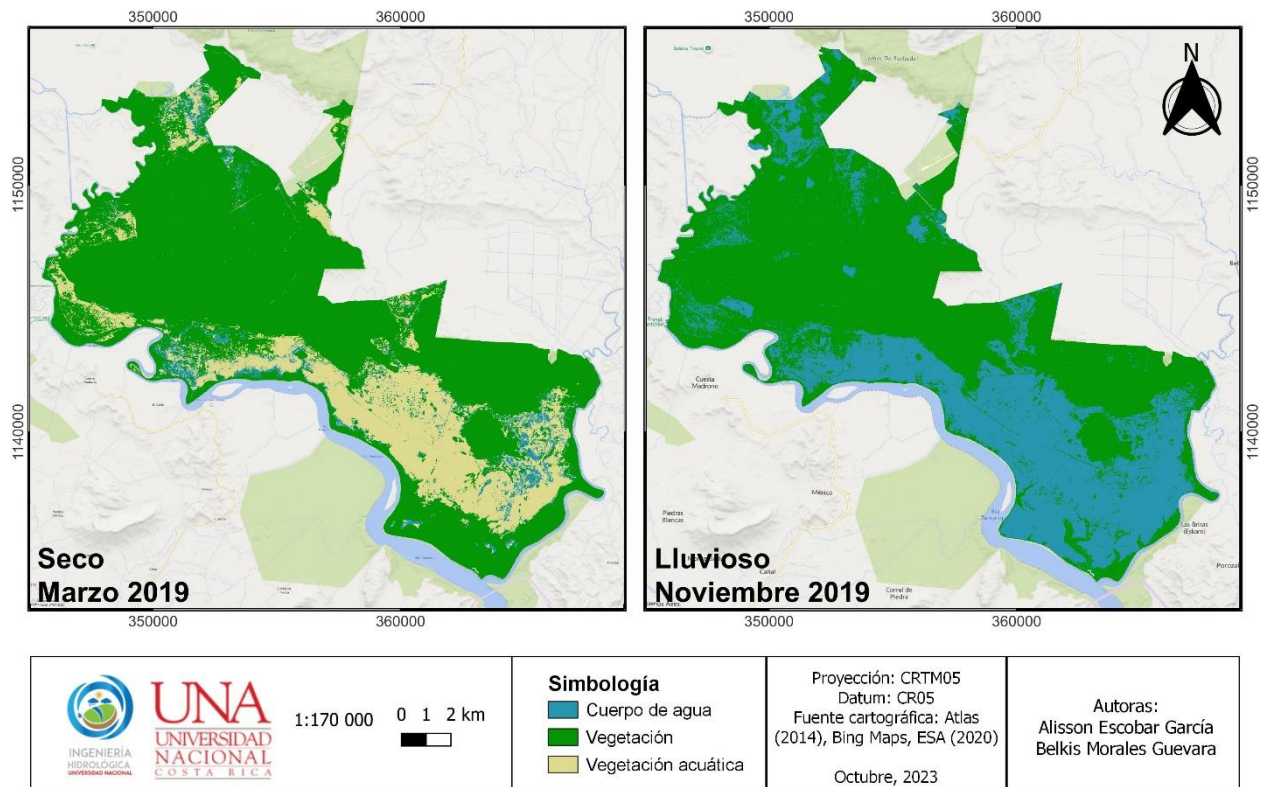 350000
360000
350000
360000
N
1150000
1140000
1150000
1140000
Cuesta
Madroño
México
Piedras
Blancas
Cañal
Río
Corral de
Piedra
Las Brisas
(Eskam)
Porozal
Seco
Marzo 2019
Lluvioso
Noviembre 2019
350000
360000
350000
360000
INGENIERÍA
HIDROLÓGICA
UNIVERSIDAD NACIONAL
UNA
UNIVERSIDAD
NACIONAL
COSTA RICA
1:170 000
0 1 2 km
Simbología
Cuerpo de agua
Vegetación
Vegetación acuática
Proyección: CRTM05
Datum: CR05
Fuente cartográfica: Atlas
(2014), Bing Maps, ESA (2020)
Octubre, 2023
Autoras:
Alisson Escobar García
Belkis Morales Guevara